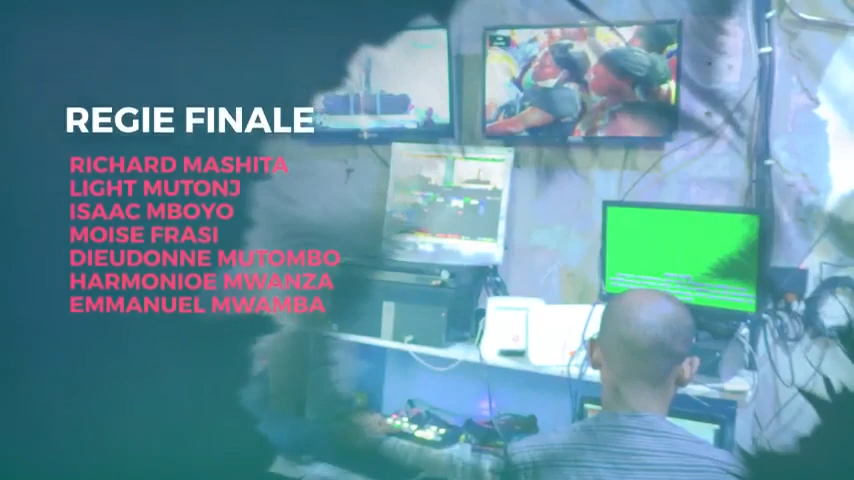 REGIE FINALE
RICHARD MASHITA
LIGHT MUTONJ
ISAAC MBOYO
MOISE FRASI
DIEUDONNE MUTOMBO
HARMONIOE MWANZA
EMMANUEL MWAMBA